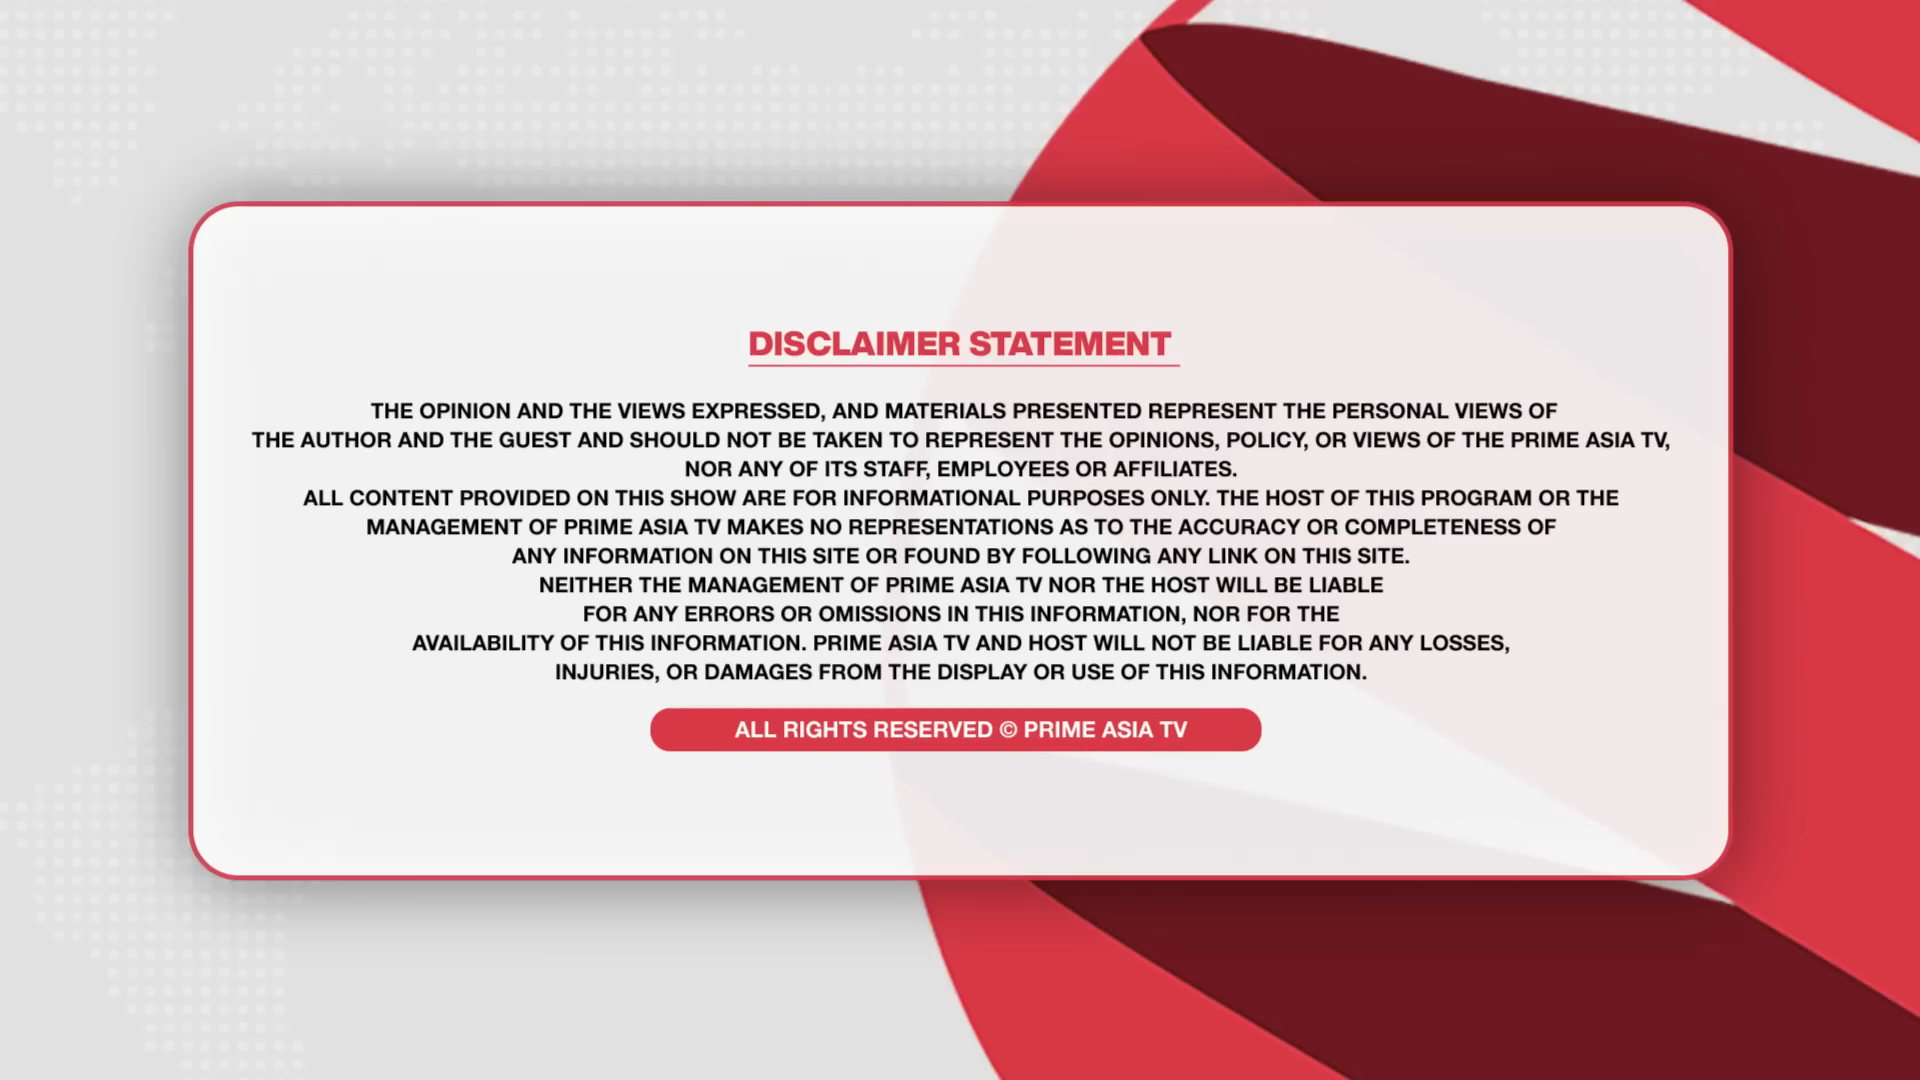 DISCLAIMER STATEMENT
THE OPINION AND THE VIEWS EXPRESSED, AND MATERIALS PRESENTED REPRESENT THE PERSONAL VIEWS OF
THE AUTHOR AND THE GUEST AND SHOULD NOT BE TAKEN TO REPRESENT THE OPINIONS, POLICY, OR VIEWS OF THE PRIME ASIA TV,
NOR ANY OF ITS STAFF, EMPLOYEES OR AFFILIATES.
ALL CONTENT PROVIDED ON THIS SHOW ARE FOR INFORMATIONAL PURPOSES ONLY. THE HOST OF THIS PROGRAM OR THE
MANAGEMENT OF PRIME ASIA TV MAKES NO REPRESENTATIONS AS TO THE ACCURACY OR COMPLETENESS OF
ANY INFORMATION ON THIS SITE OR FOUND BY FOLLOWING ANY LINK ON THIS SITE.
NEITHER THE MANAGEMENT OF PRIME ASIA TV NOR THE HOST WILL BE LIABLE
FOR ANY ERRORS OR OMISSIONS IN THIS INFORMATION, NOR FOR THE
AVAILABILITY OF THIS INFORMATION. PRIME ASIA TV AND HOST WILL NOT BE LIABLE FOR ANY LOSSES,
INJURIES, OR DAMAGES FROM THE DISPLAY OR USE OF THIS INFORMATION.
ALL RIGHTS RESERVED © PRIME ASIA TV